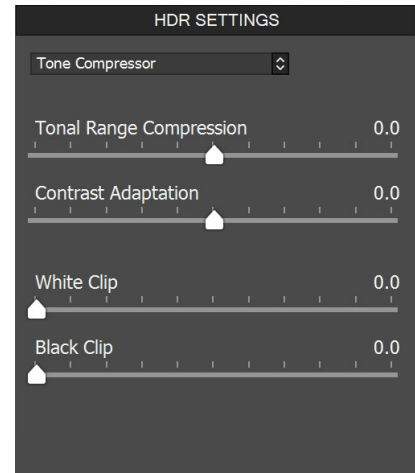 HDR SETTINGS
Tone Compressor
Tonal Range Compression 0.0
Contrast Adaptation 0.0
White Clip 0.0
Black Clip 0.0